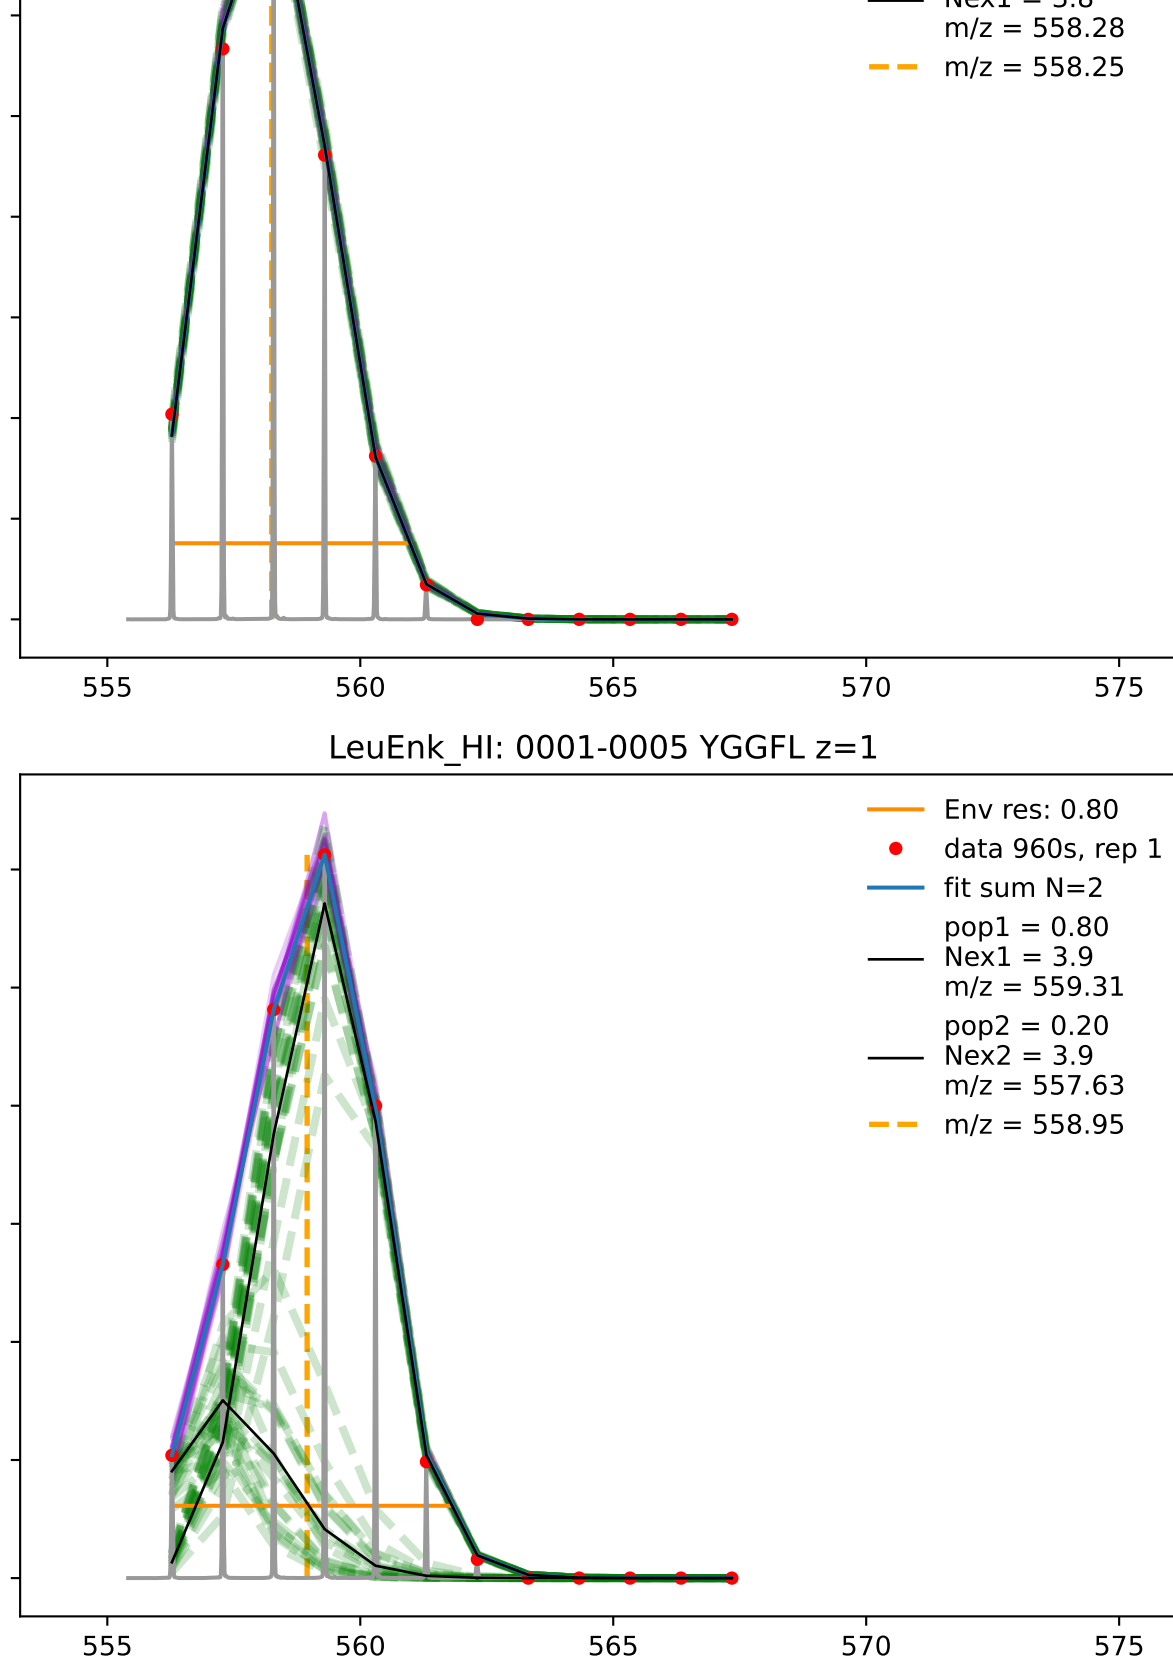 Nex1 = 3.8
m/z = 558.28
m/z = 558.25
555 560 565 570 575
LeuEnk_HI: 0001-0005 YGGFL z=1
Env res: 0.80
data 960s, rep 1
fit sum N=2
pop1 = 0.80
Nex1 = 3.9
m/z = 559.31
pop2 = 0.20
Nex2 = 3.9
m/z = 557.63
m/z = 558.95
555 560 565 570 575